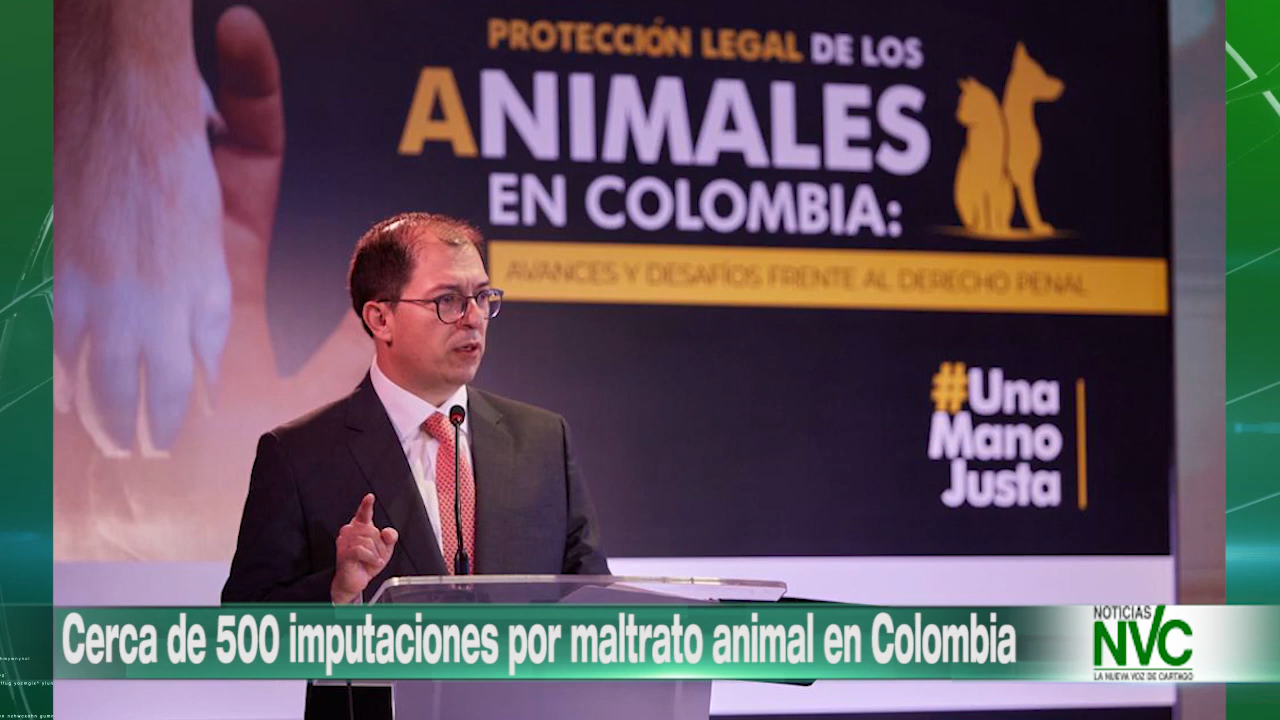 PROTECCIÓN LEGAL DE LOS
ANIMALES
EN COLOMBIA:
AVANCES Y DESAFÍOS FRENTE AL DERECHO PENAL
#Una
Mano
Justa
Cerca de 500 imputaciones por maltrato animal en Colombia
NOTICIAS
NVC
LA NUEVA VOZ DE CARTAGO